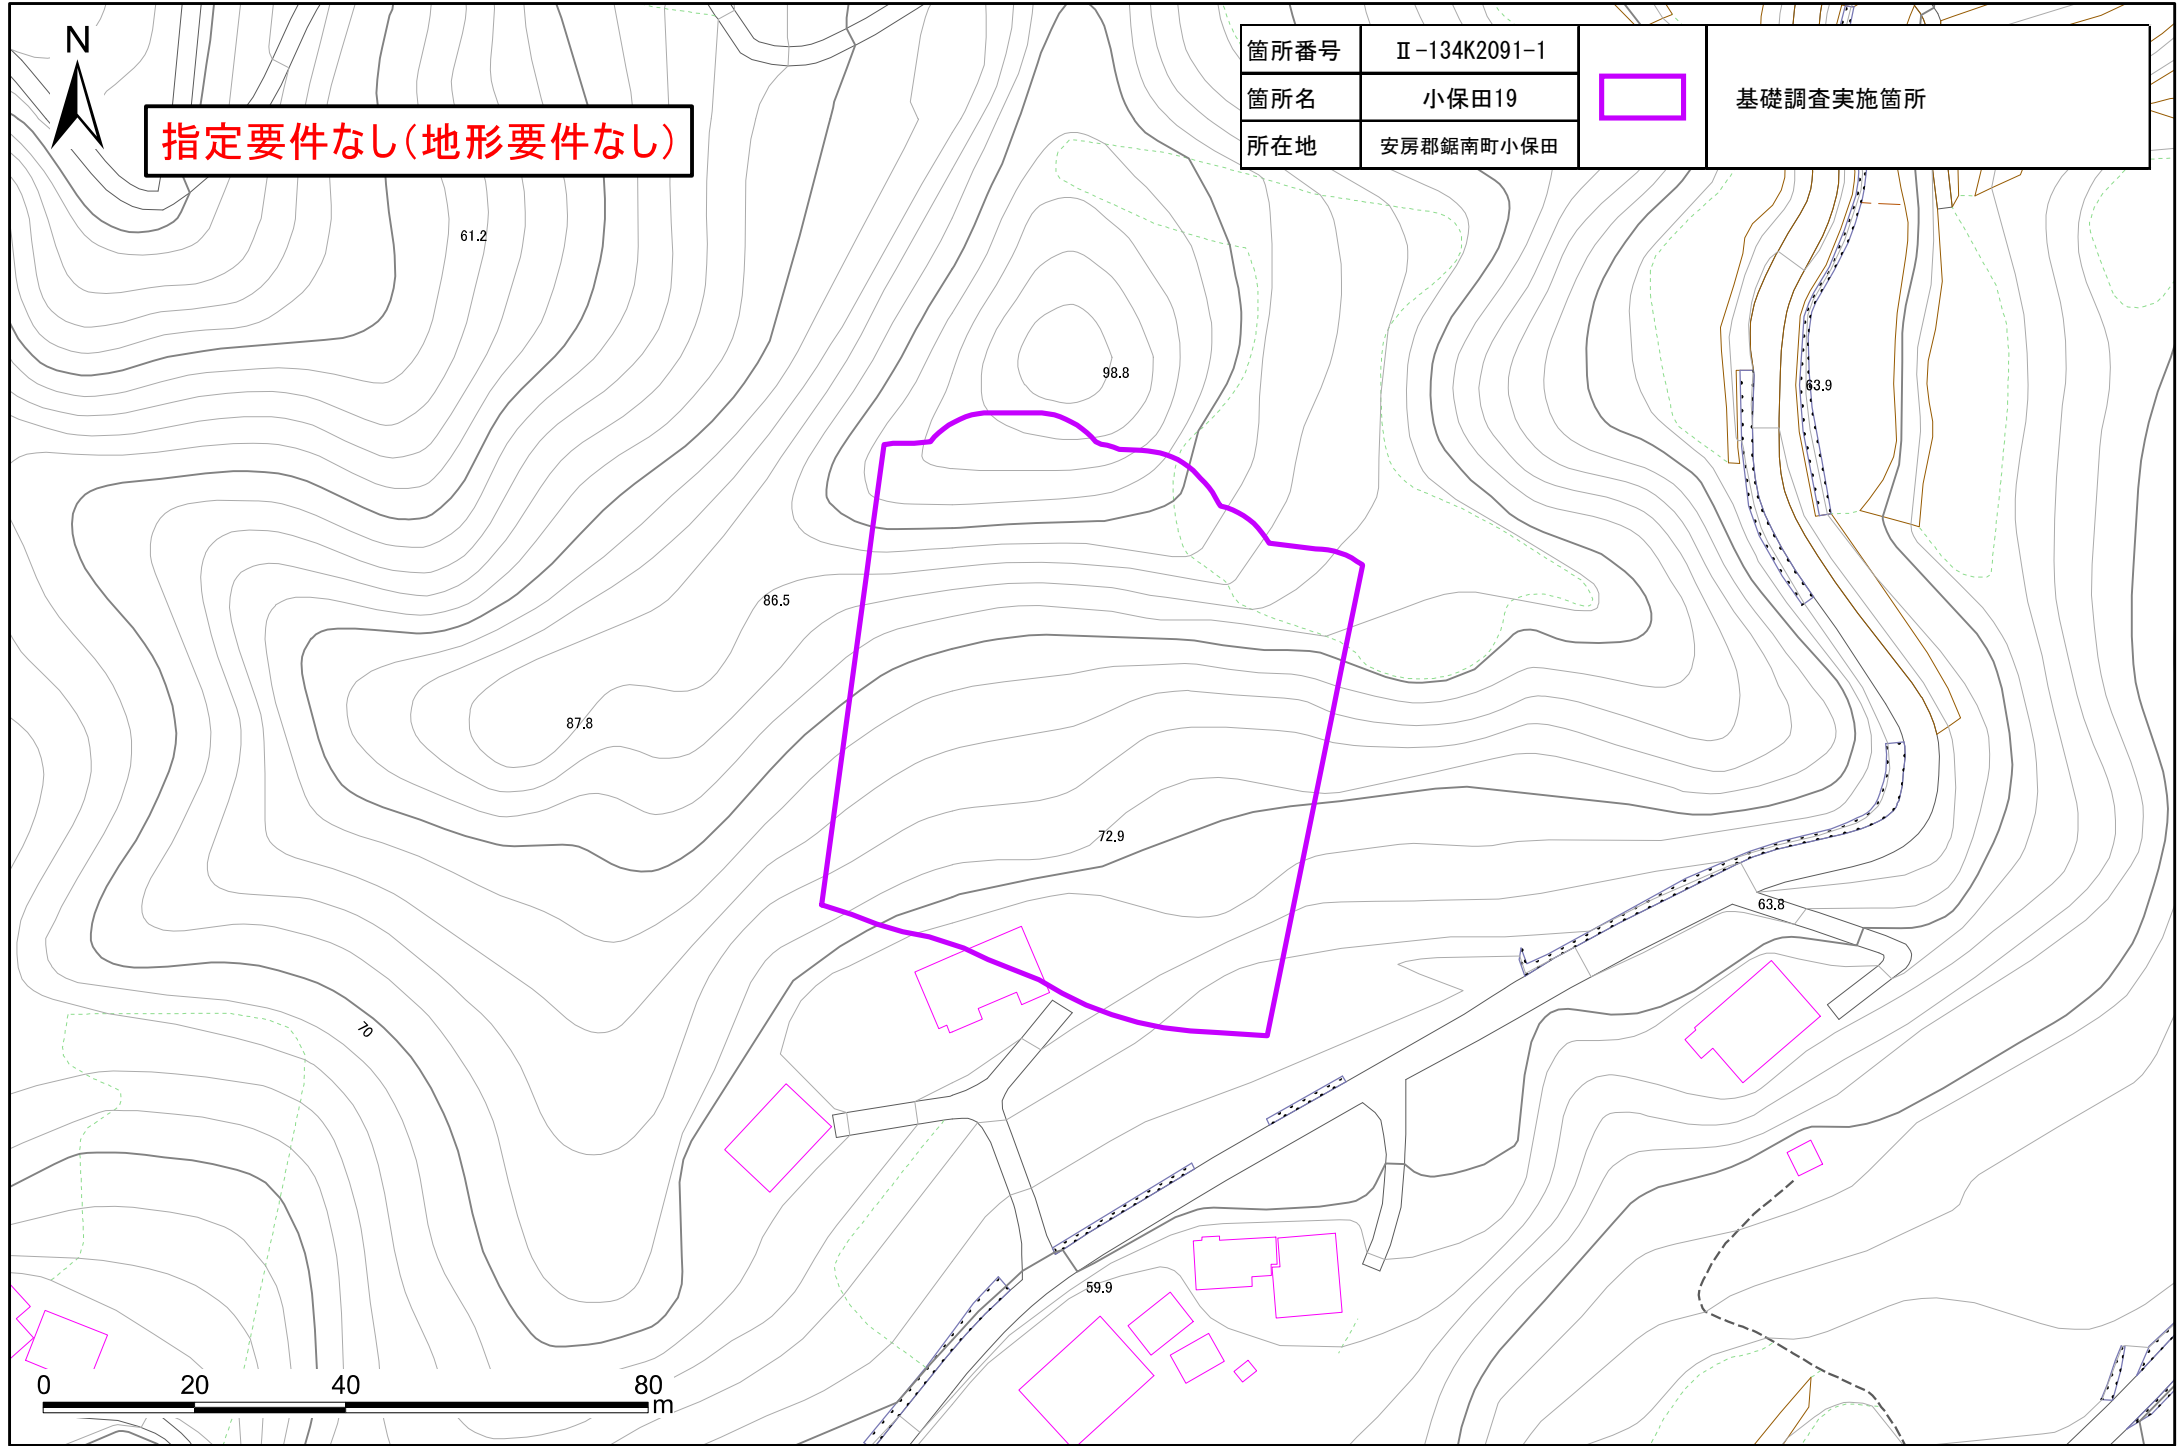 N
指定要件なし(地形要件なし)
箇所番号 Ⅱ-134K2091-1
箇所名 小保田19
所在地 安房郡鋸南町小保田
基礎調査実施箇所
61.2
98.8
63.9
86.5
87.8
72.9
63.8
70
59.9
0 20 40 80
m